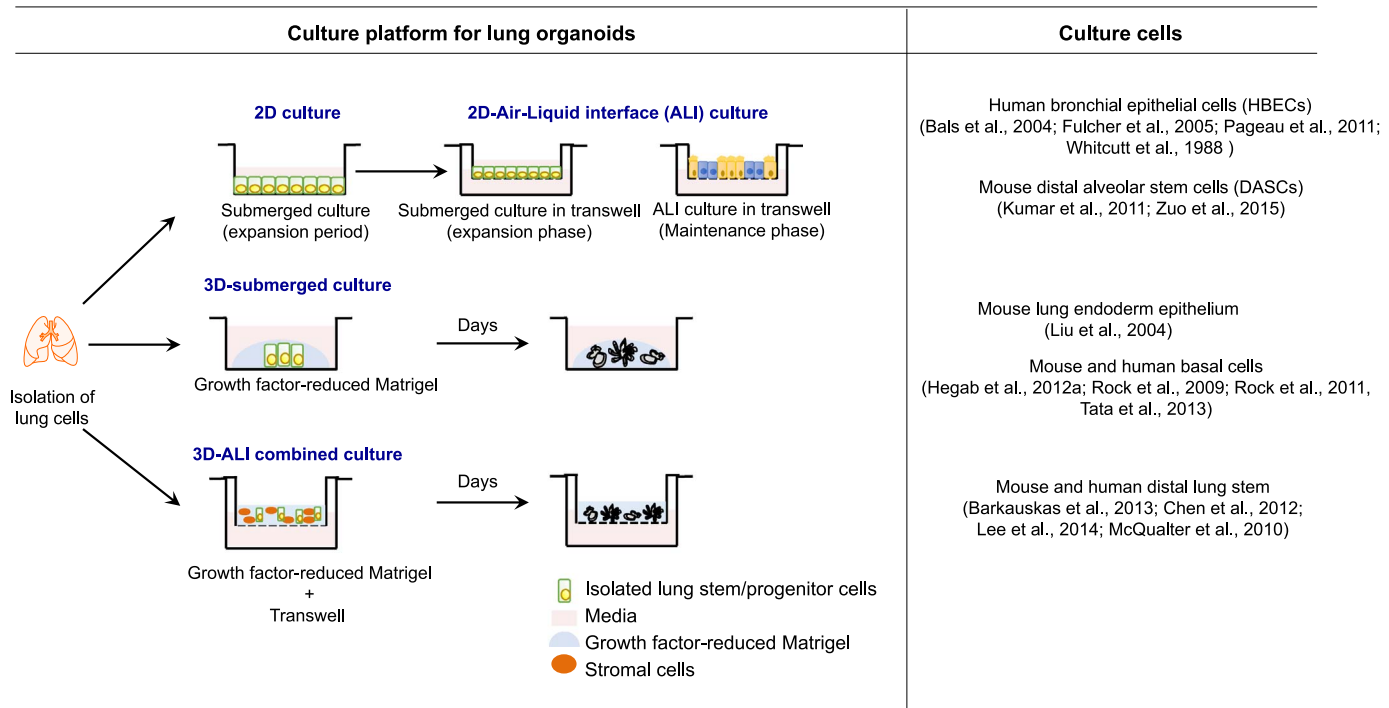 Culture platform for lung organoids
Culture cells
2D culture
2D-Air-Liquid interface (ALI) culture
Submerged culture
(expansion period)
Submerged culture in transwell
(expansion phase)
ALI culture in transwell
(Maintenance phase)
Human bronchial epithelial cells (HBECs)
(Bals et al., 2004; Fulcher et al., 2005; Pageau et al., 2011;
Whitcutt et al., 1988 )
Mouse distal alveolar stem cells (DASCs)
(Kumar et al., 2011; Zuo et al., 2015)
Isolation of
lung cells
3D-submerged culture
Days
Growth factor-reduced Matrigel
Mouse lung endoderm epithelium
(Liu et al., 2004)
Mouse and human basal cells
(Hegab et al., 2012a; Rock et al., 2009; Rock et al., 2011,
Tata et al., 2013)
3D-ALI combined culture
Days
Growth factor-reduced Matrigel
+
Transwell
Mouse and human distal lung stem
(Barkauskas et al., 2013; Chen et al., 2012;
Lee et al., 2014; McQualter et al., 2010)
Isolated lung stem/progenitor cells
Media
Growth factor-reduced Matrigel
Stromal cells